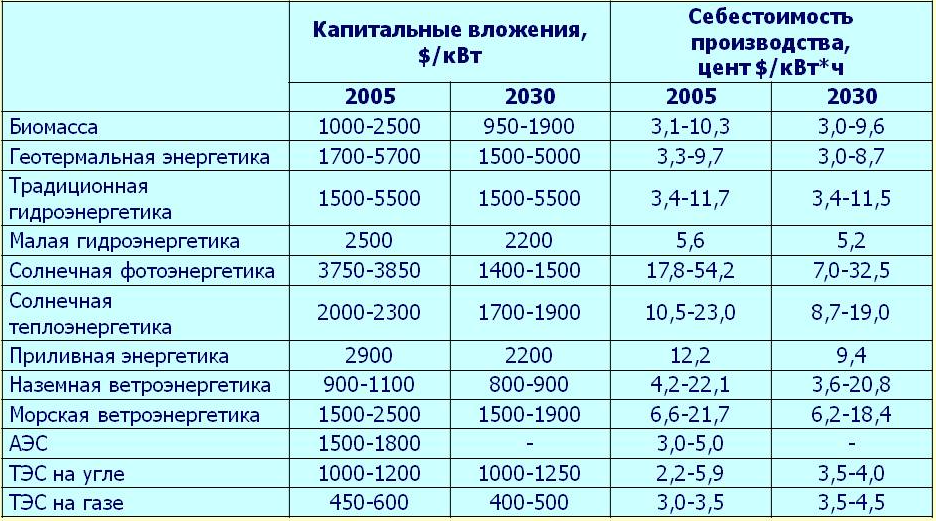 Капитальные вложения, $/кВт Себестоимость производства, цент $/кВт*ч
2005 2030 2005 2030
Биомасса 1000-2500 950-1900 3,1-10,3 3,0-9,6
Геотермальная энергетика 1700-5700 1500-5000 3,3-9,7 3,0-8,7
Традиционная гидроэнергетика 1500-5500 1500-5500 3,4-11,7 3,4-11,5
Малая гидроэнергетика 2500 2200 5,6 5,2
Солнечная фотоэнергетика 3750-3850 1400-1500 17,8-54,2 7,0-32,5
Солнечная теплоэнергетика 2000-2300 1700-1900 10,5-23,0 8,7-19,0
Приливная энергетика 2900 2200 12,2 9,4
Наземная ветроэнергетика 900-1100 800-900 4,2-22,1 3,6-20,8
Морская ветроэнергетика 1500-2500 1500-1900 6,6-21,7 6,2-18,4
АЭС 1500-1800 - 3,0-5,0 -
ТЭС на угле 1000-1200 1000-1250 2,2-5,9 3,5-4,0
ТЭС на газе 450-600 400-500 3,0-3,5 3,5-4,5